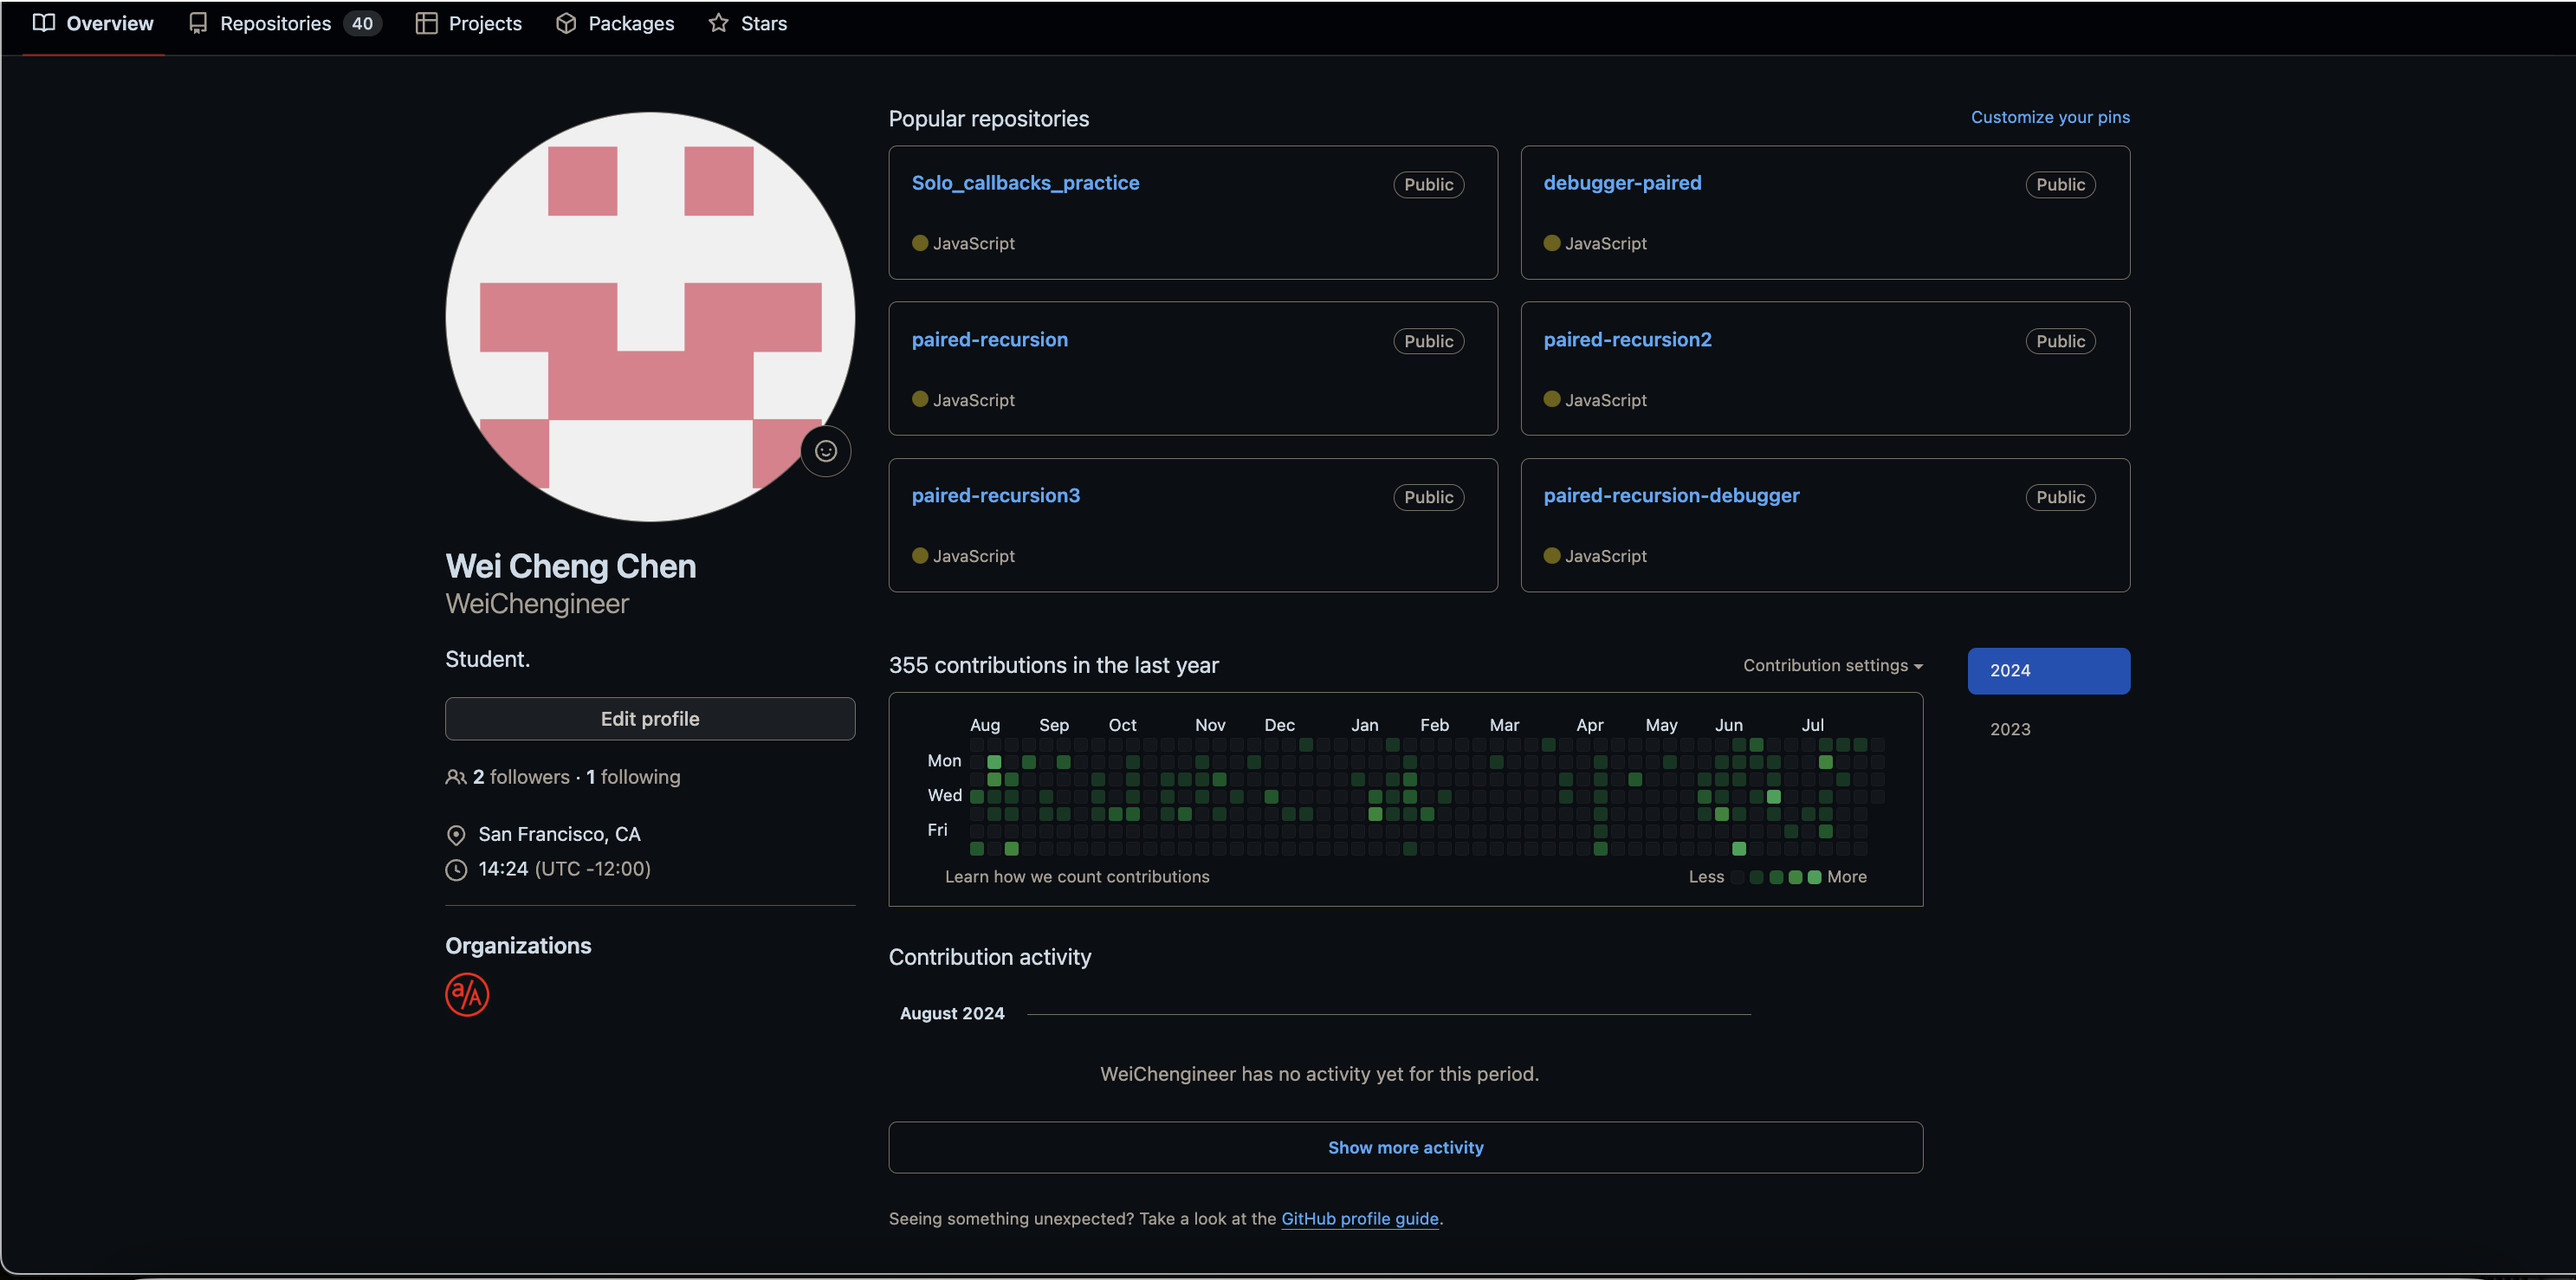 Overview Repositories 40 Projects Packages Stars
Popular repositories Customize your pins
Solo_callbacks_practice Public
JavaScript
debugger-paired Public
JavaScript
paired-recursion Public
JavaScript
paired-recursion2 Public
JavaScript
paired-recursion3 Public
JavaScript
paired-recursion-debugger Public
JavaScript
Wei Cheng Chen
WeiChengineer
Student.
Edit profile
2 followers · 1 following
San Francisco, CA
14:24 (UTC -12:00)
Organizations
a/A
355 contributions in the last year Contribution settings
2024
2023
Aug Sep Oct Nov Dec Jan Feb Mar Apr May Jun Jul
Mon
Wed
Fri
Learn how we count contributions Less More
Contribution activity
August 2024
WeiChengineer has no activity yet for this period.
Show more activity
Seeing something unexpected? Take a look at the GitHub profile guide.